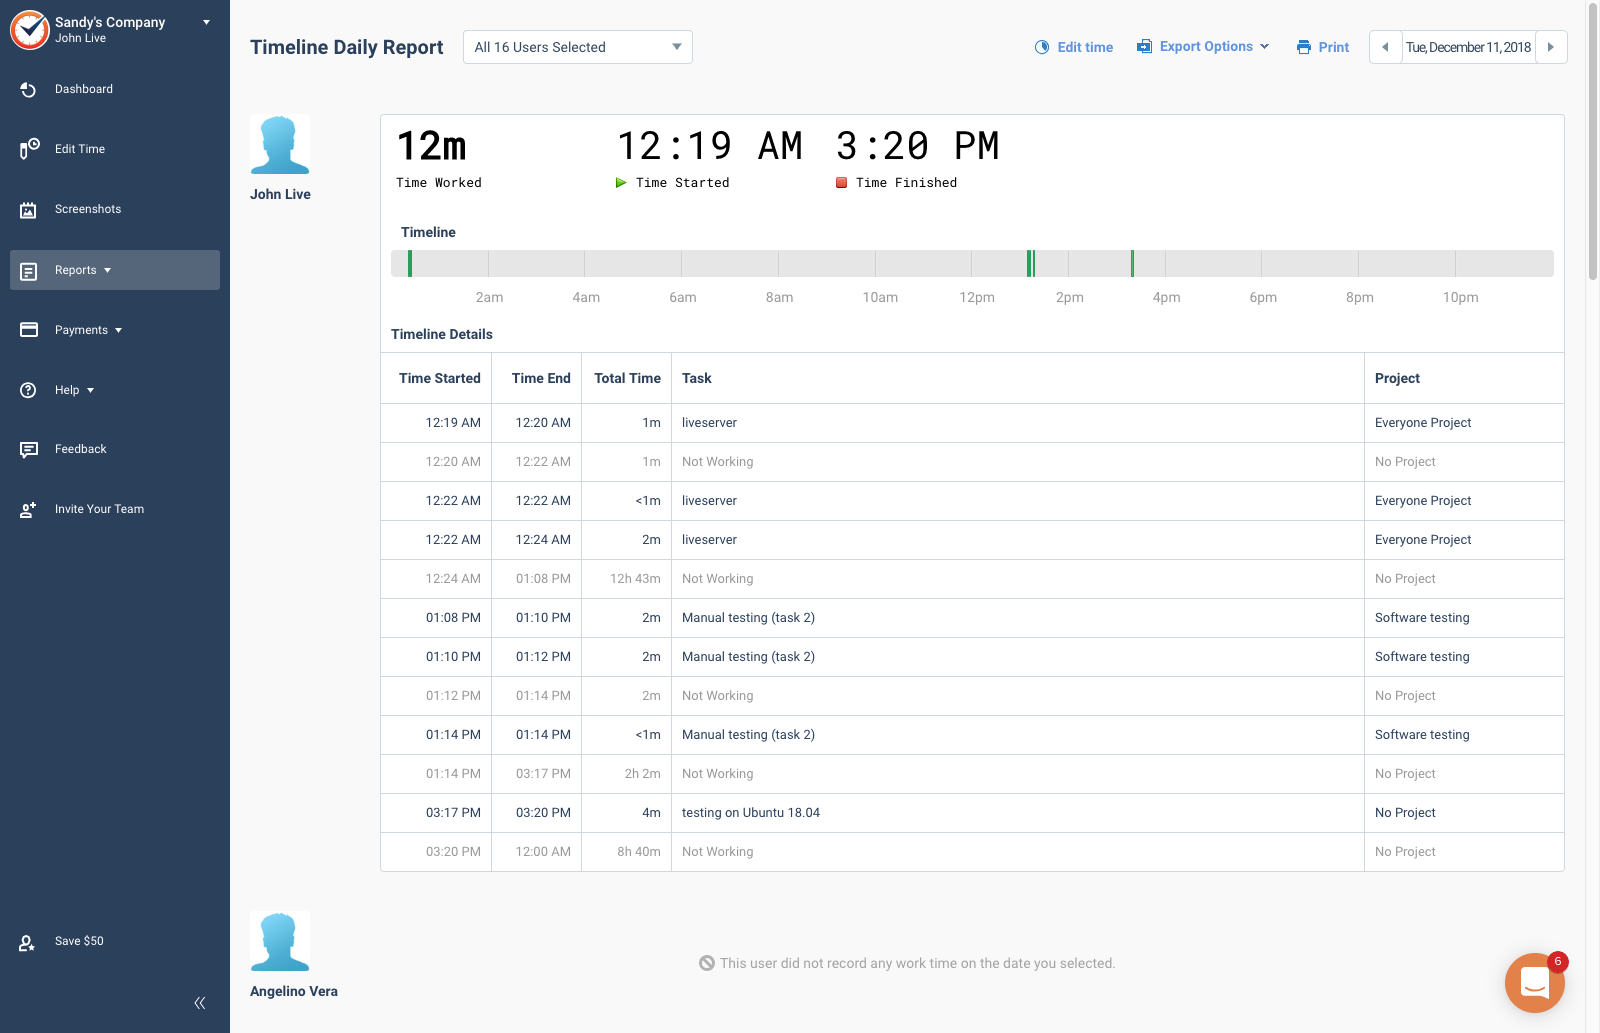 Sandy's Company
John Live
Dashboard
Edit Time
Screenshots
Reports
Payments
Help
Feedback
Invite Your Team
Save $50
Timeline Daily Report
All 16 Users Selected
Edit time
Export Options
Print
Tue, December 11, 2018
John Live
12m 12:19 AM 3:20 PM
Time Worked Time Started Time Finished
Timeline
2am 4am 6am 8am 10am 12pm 2pm 4pm 6pm 8pm 10pm
Timeline Details
Time Started Time End Total Time Task Project
12:19 AM 12:20 AM 1m liveserver Everyone Project
12:20 AM 12:22 AM 1m Not Working No Project
12:22 AM 12:22 AM <1m liveserver Everyone Project
12:22 AM 12:24 AM 2m liveserver Everyone Project
12:24 AM 01:08 PM 12h 43m Not Working No Project
01:08 PM 01:10 PM 2m Manual testing (task 2) Software testing
01:10 PM 01:12 PM 2m Manual testing (task 2) Software testing
01:12 PM 01:14 PM 2m Not Working No Project
01:14 PM 01:14 PM <1m Manual testing (task 2) Software testing
01:14 PM 03:17 PM 2h 2m Not Working No Project
03:17 PM 03:20 PM 4m testing on Ubuntu 18.04 No Project
03:20 PM 12:00 AM 8h 40m Not Working No Project
Angelino Vera
This user did not record any work time on the date you selected.
6